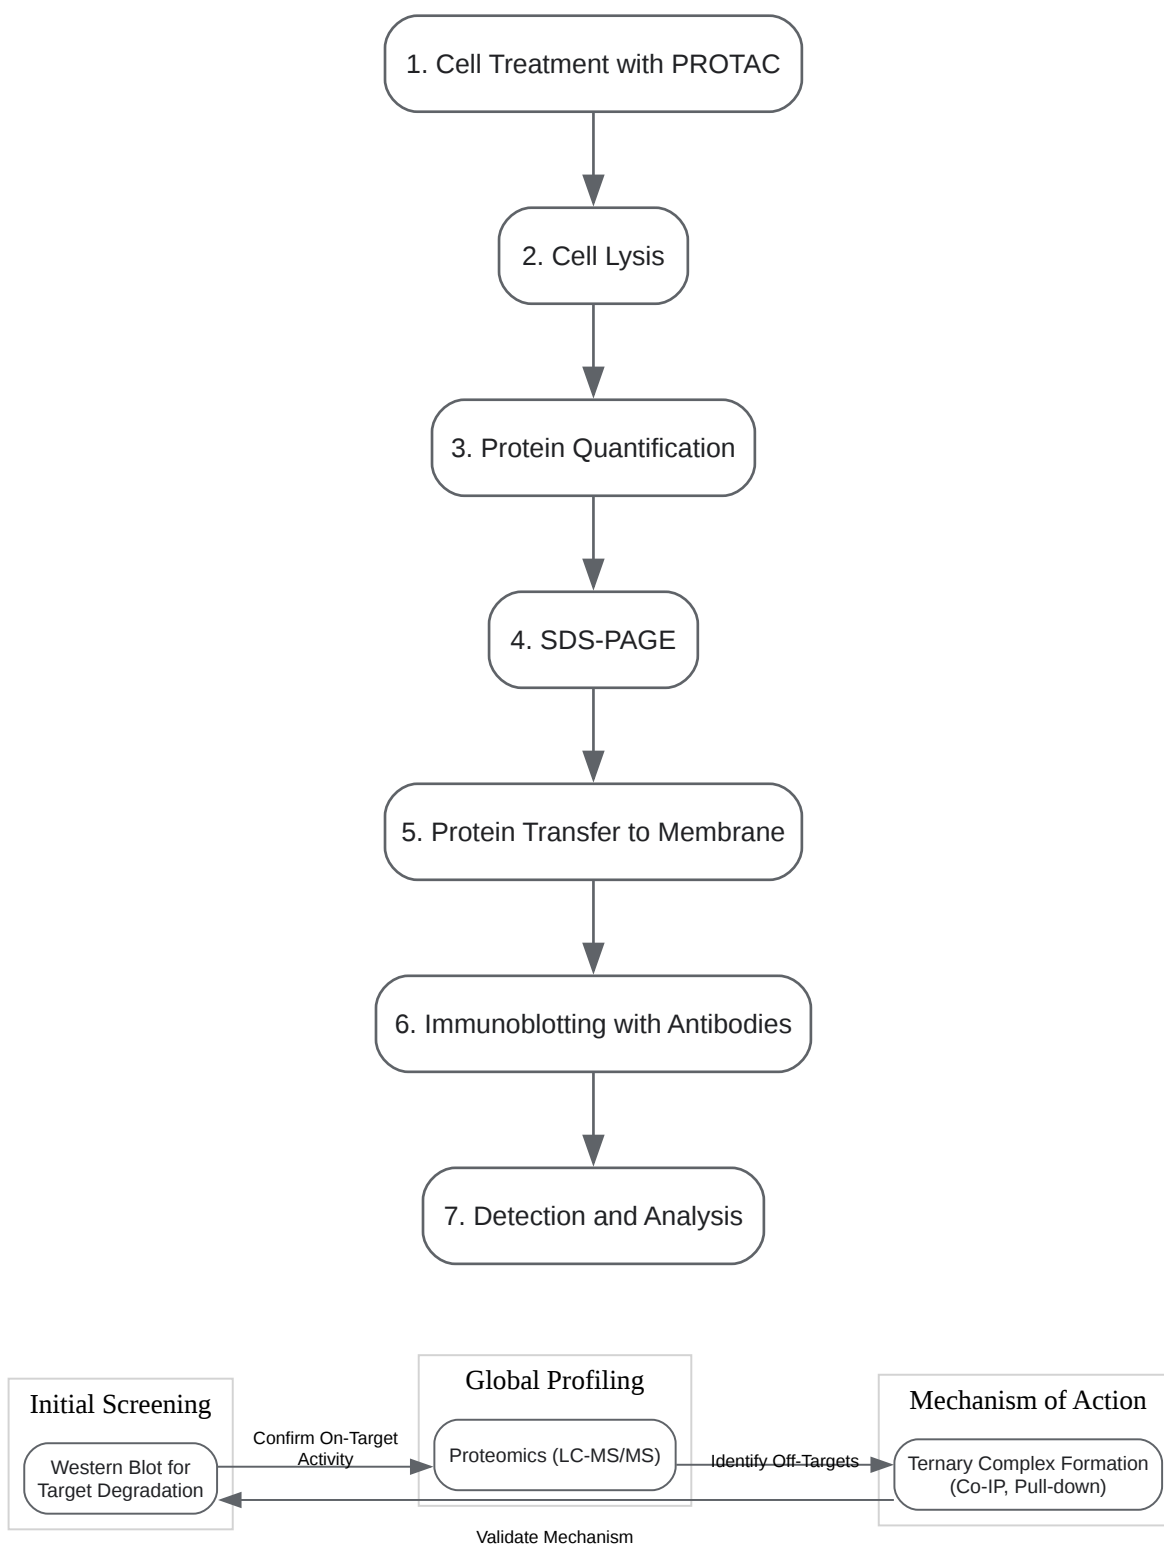 1. Cell Treatment with PROTAC
2. Cell Lysis
3. Protein Quantification
4. SDS-PAGE
5. Protein Transfer to Membrane
6. Immunoblotting with Antibodies
7. Detection and Analysis
Initial Screening
Western Blot for
Target Degradation
Confirm On-Target
Activity
Global Profiling
Proteomics (LC-MS/MS)
Identify Off-Targets
Mechanism of Action
Ternary Complex Formation
(Co-IP, Pull-down)
Validate Mechanism